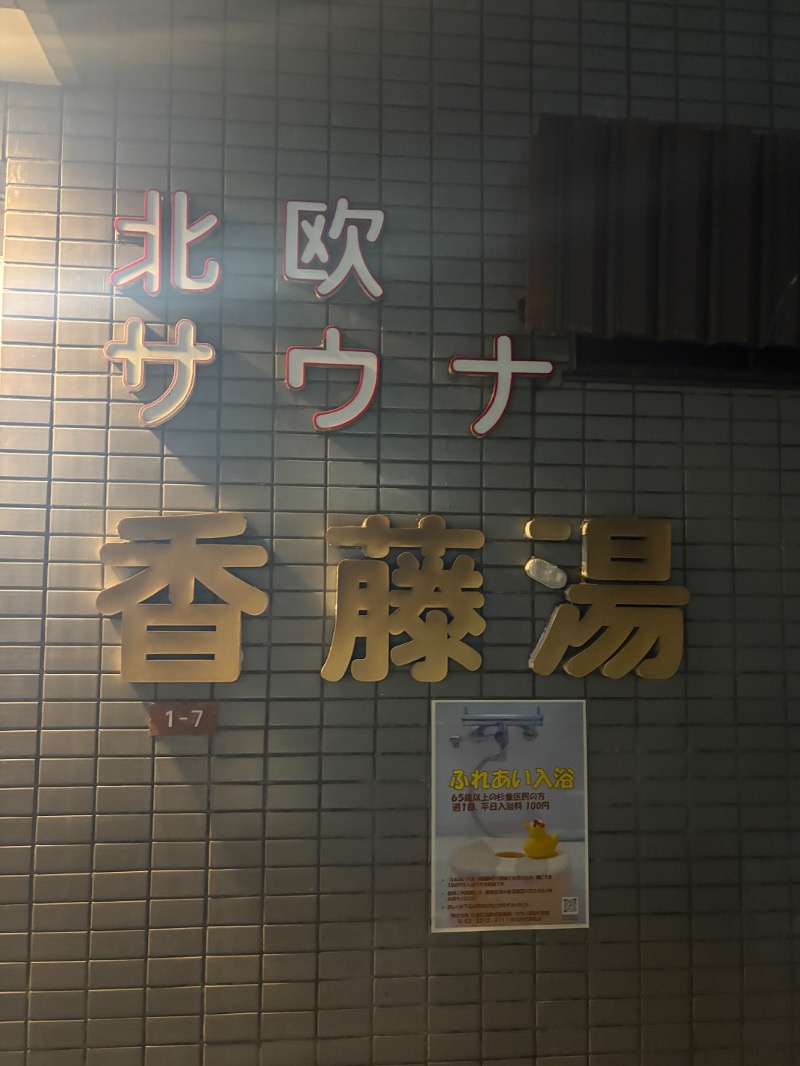 北欧
サウナ
香藤湯
1-7
ふれあい入浴
65歳以上の杉並区民の方
週1回、平日入浴料 100円